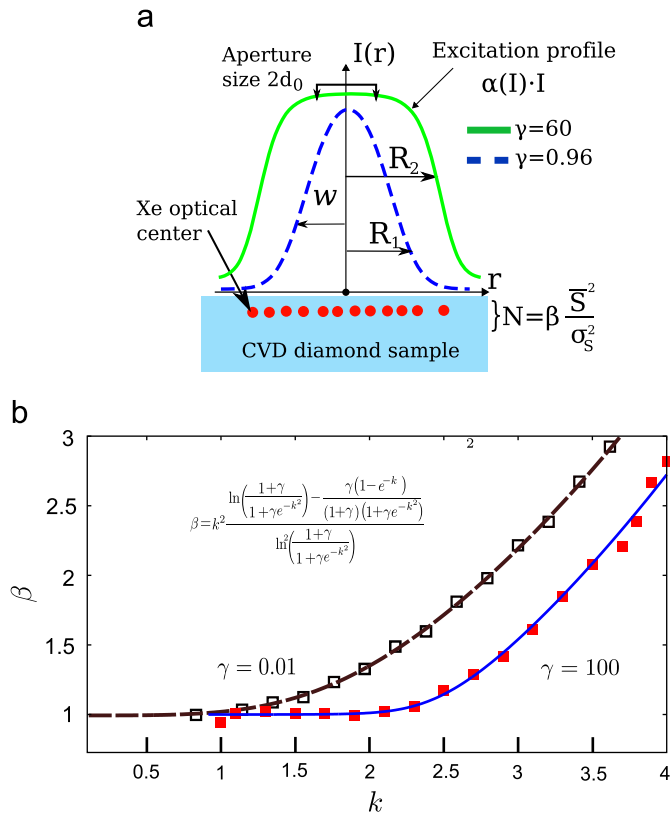 a
Aperture
size 2d₀
I(r)
Excitation profile
α(I)·I
γ=60
γ=0.96
R₂
w
R₁
Xe optical
center
r
}N=β S̅²/σ_S²
CVD diamond sample
b
3
2.5
2
1.5
1
β
2
β=k² (ln((1+γ)/(1+γe^(-k²))) − γ(1−e^(-k))/((1+γ)(1+γe^(-k²))))/(ln²((1+γ)/(1+γe^(-k²))))
γ = 0.01
γ = 100
0.5 1 1.5 2 2.5 3 3.5 4
k